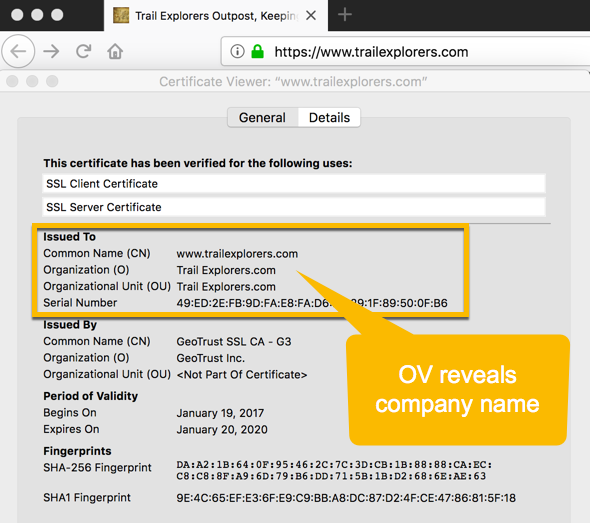 Trail Explorers Outpost, Keepin
https://www.trailexplorers.com
Certificate Viewer: "www.trailexplorers.com"
General Details
This certificate has been verified for the following uses:
SSL Client Certificate
SSL Server Certificate
Issued To
Common Name (CN) www.trailexplorers.com
Organization (O) Trail Explorers.com
Organizational Unit (OU) Trail Explorers.com
Serial Number 49:ED:2E:FB:9D:FA:E8:FA:D6: :89:1F:89:50:0F:B6
Issued By
Common Name (CN) GeoTrust SSL CA - G3
Organization (O) GeoTrust Inc.
Organizational Unit (OU) <Not Part Of Certificate>
OV reveals
company name
Period of Validity
Begins On January 19, 2017
Expires On January 20, 2020
Fingerprints
SHA-256 Fingerprint DA:A2:1B:64:0F:95:46:2C:7C:3D:CB:1B:88:88:CA:EC:
C8:C8:8F:A9:6D:79:B6:DD:71:5B:1B:D2:68:6E:AE:63
SHA1 Fingerprint 9E:4C:65:EF:E3:6F:E9:C9:BB:A8:DC:87:D2:4F:CE:47:86:81:5F:18